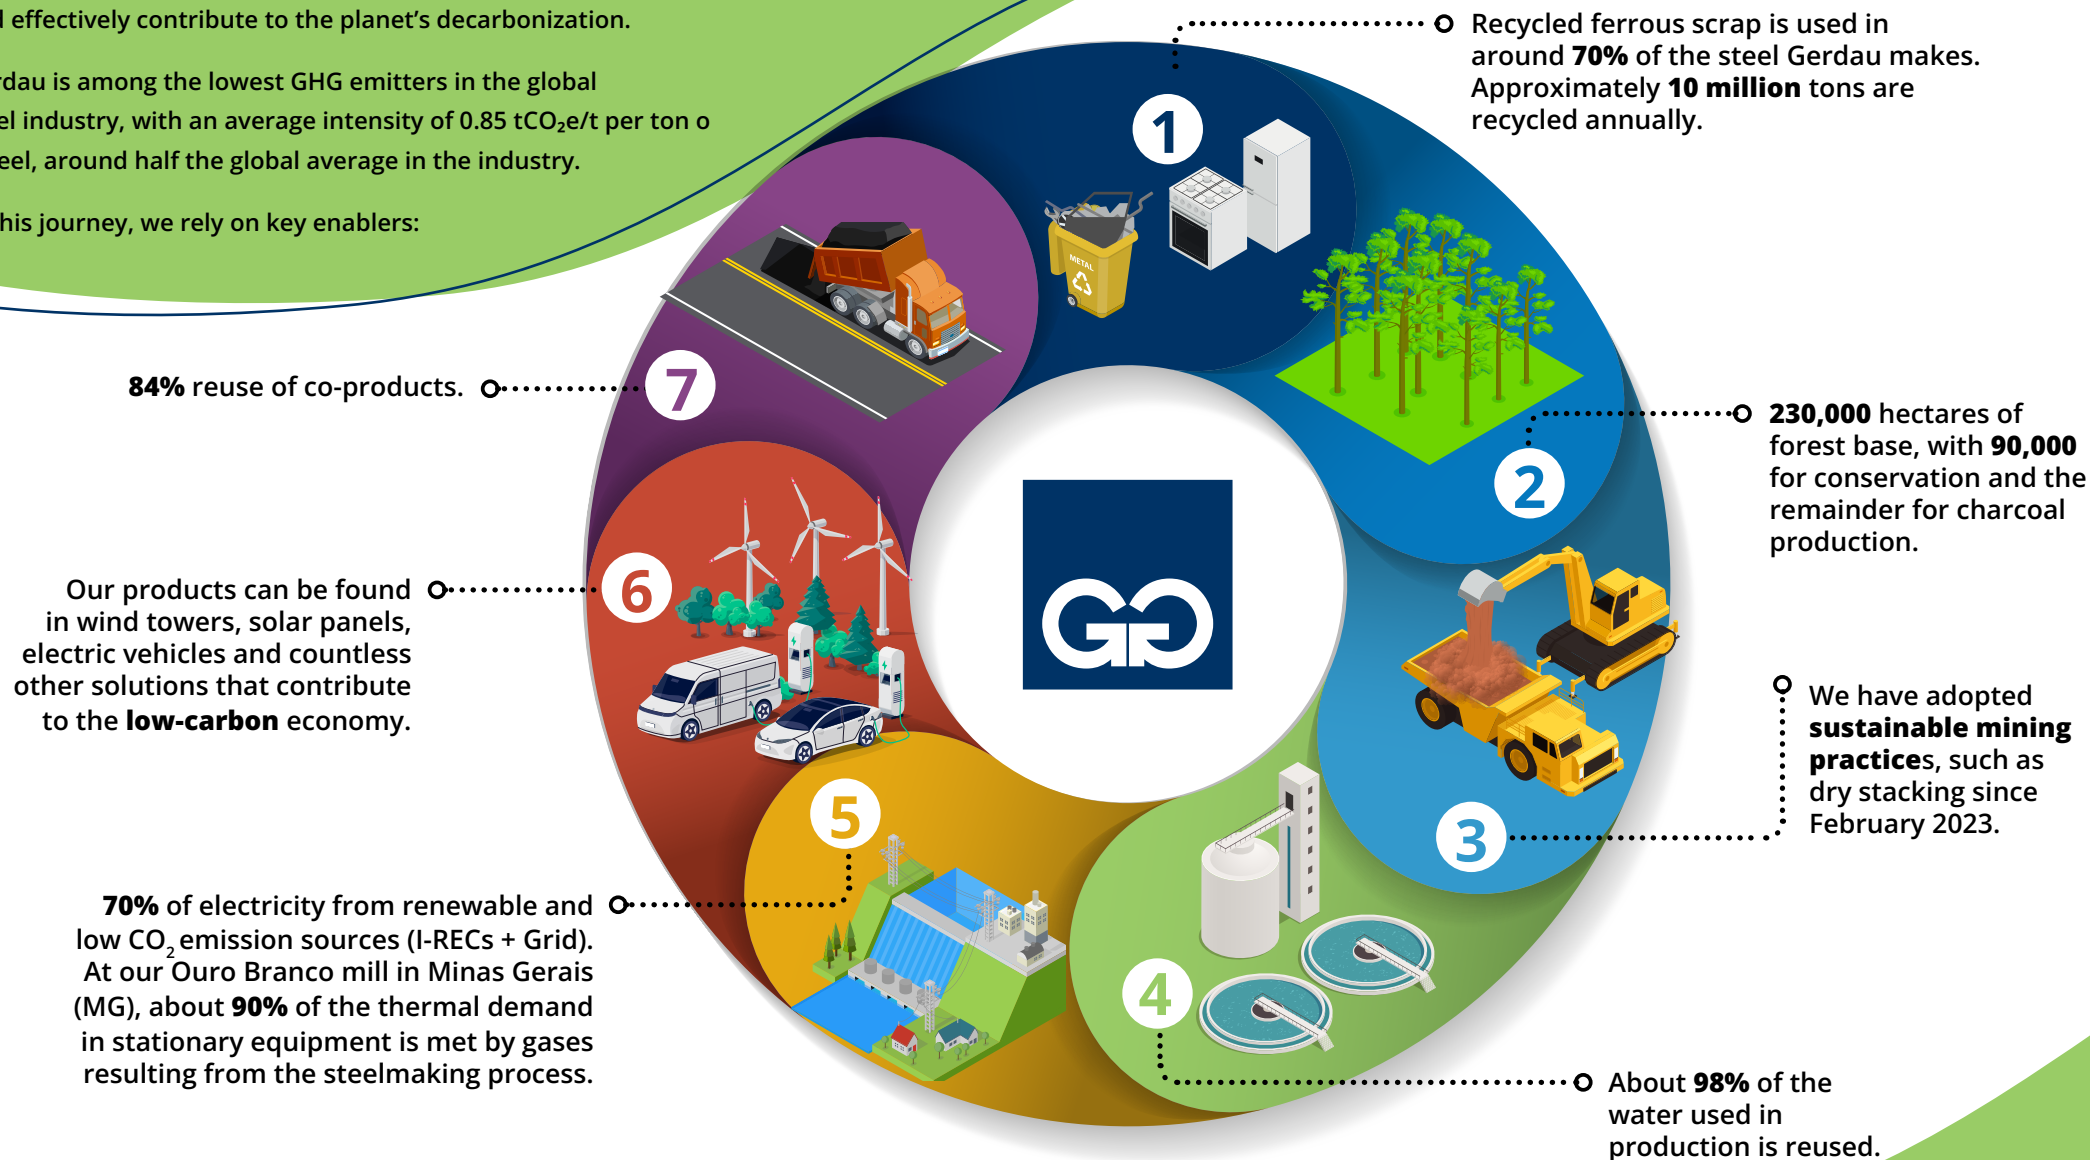 effectively contribute to the planet's decarbonization.
is among the lowest GHG emitters in the global
industry, with an average intensity of 0.85 tCO₂e/t per ton o
around half the global average in the industry.
his journey, we rely on key enablers:
1
Recycled ferrous scrap is used in
around 70% of the steel Gerdau makes.
Approximately 10 million tons are
recycled annually.
METAL
2
230,000 hectares of
forest base, with 90,000
for conservation and the
remainder for charcoal
production.
3
We have adopted
sustainable mining
practices, such as
dry stacking since
February 2023.
4
About 98% of the
water used in
production is reused.
5
70% of electricity from renewable and
low CO₂ emission sources (I-RECs + Grid).
At our Ouro Branco mill in Minas Gerais
(MG), about 90% of the thermal demand
in stationary equipment is met by gases
resulting from the steelmaking process.
6
Our products can be found
in wind towers, solar panels,
electric vehicles and countless
other solutions that contribute
to the low-carbon economy.
7
84% reuse of co-products.
GG